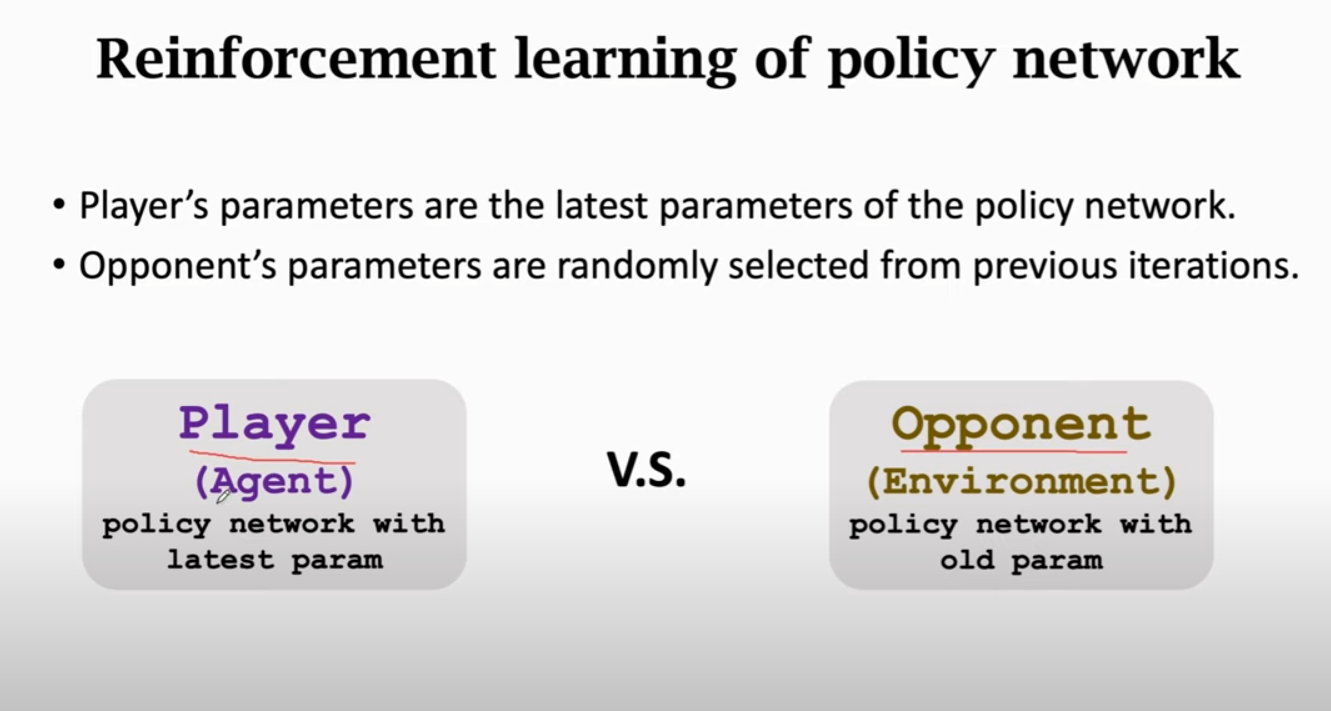 Reinforcement learning of policy network
• Player's parameters are the latest parameters of the policy network.
• Opponent's parameters are randomly selected from previous iterations.
Player
(Agent)
policy network with
latest param
V.S.
Opponent
(Environment)
policy network with
old param